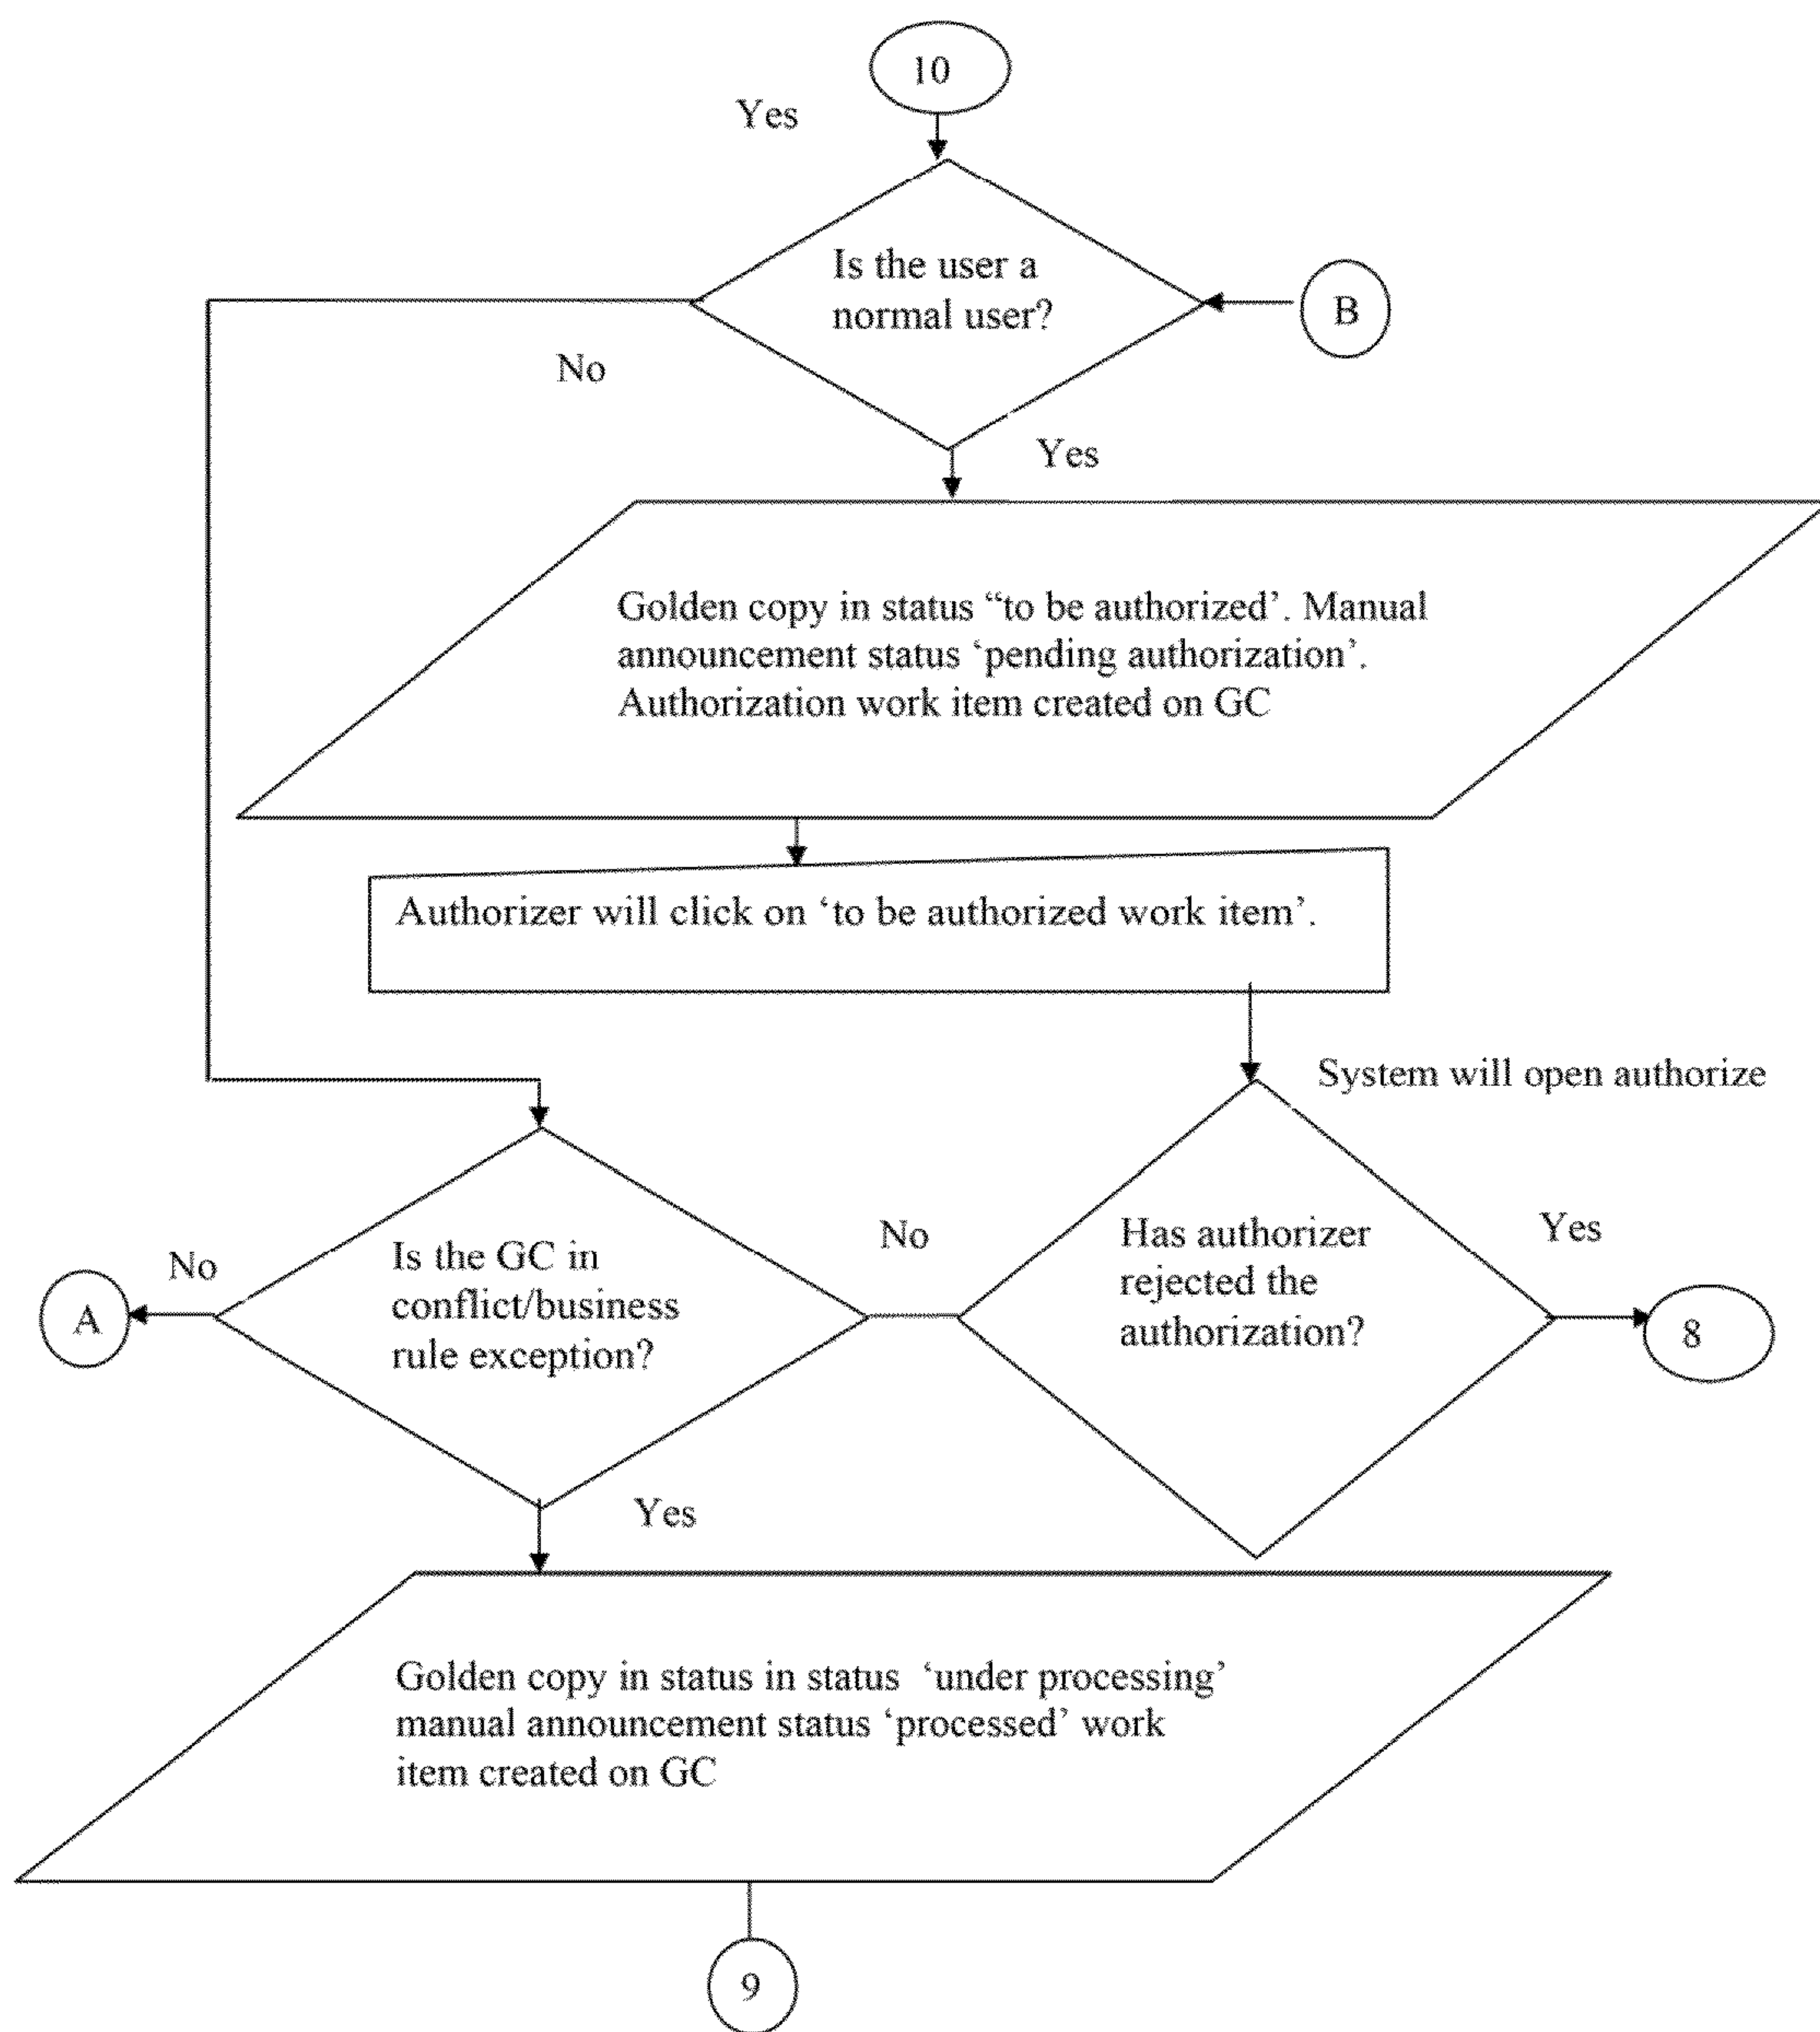 10
Yes
Is the user a
normal user?
B
No
Yes
Golden copy in status “to be authorized’. Manual
announcement status ‘pending authorization’.
Authorization work item created on GC
Authorizer will click on ‘to be authorized work item’.
System will open authorize
No
Is the GC in
conflict/business
rule exception?
A
No
Has authorizer
rejected the
authorization?
Yes
8
Yes
Golden copy in status in status ‘under processing’
manual announcement status ‘processed’ work
item created on GC
9